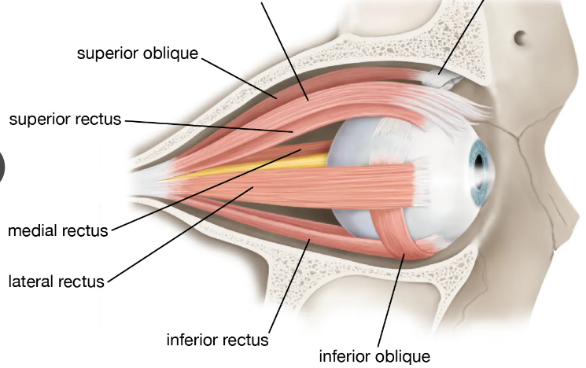 superior oblique
superior rectus
medial rectus
lateral rectus
inferior rectus
inferior oblique